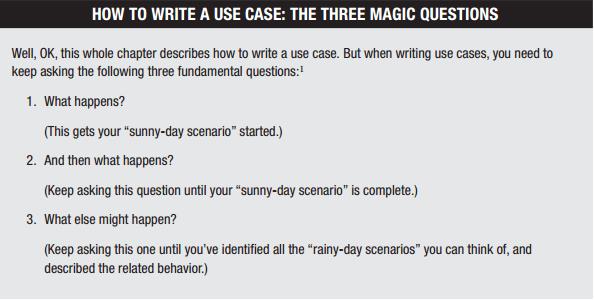 HOW TO WRITE A USE CASE: THE THREE MAGIC QUESTIONS
Well, OK, this whole chapter describes how to write a use case. But when writing use cases, you need to
keep asking the following three fundamental questions:¹
1. What happens?
(This gets your “sunny-day scenario” started.)
2. And then what happens?
(Keep asking this question until your “sunny-day scenario” is complete.)
3. What else might happen?
(Keep asking this one until you’ve identified all the “rainy-day scenarios” you can think of, and
described the related behavior.)